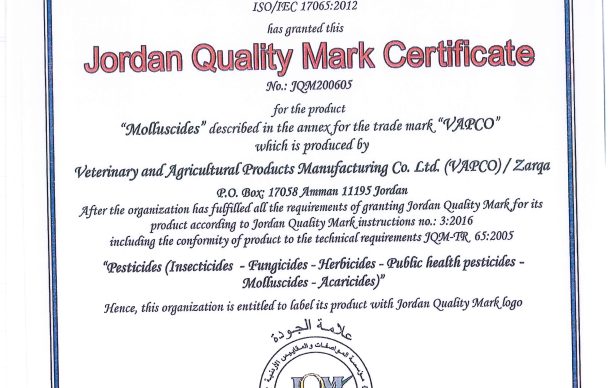 ISO/IEC 17065:2012
has granted this
Jordan Quality Mark Certificate
No.: JQM200605
for the product
“Molluscides” described in the annex for the trade mark “VAPCO”
which is produced by
Veterinary and Agricultural Products Manufacturing Co. Ltd. (VAPCO) / Zarqa
P.O. Box; 17058 Amman 11195 Jordan
After the organization has fulfilled all the requirements of granting Jordan Quality Mark for its
product according to Jordan Quality Mark instructions no.: 3:2016
including the conformity of product to the technical requirements JQM-TR 65:2005
“Pesticides (Insecticides - Fungicides - Herbicides - Public health pesticides -
Molluscides - Acaricides)”
Hence, this organization is entitled to label its product with Jordan Quality Mark logo
علامة الجودة
مؤسسة المواصفات والمقاييس الأردنية
JQM